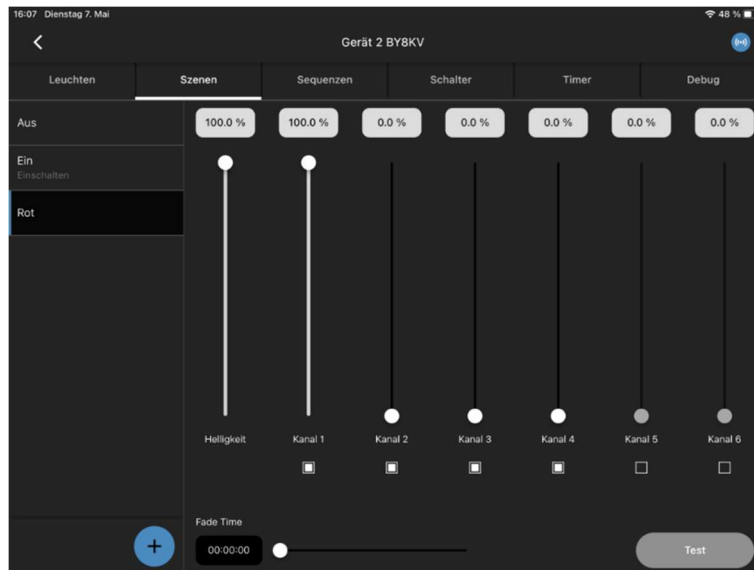 16:07 Dienstag 7. Mai 48 %
Gerät 2 BY8KV
Leuchten Szenen Sequenzen Schalter Timer Debug
Aus
Ein
Einschalten
Rot
100.0 % 100.0 % 0.0 % 0.0 % 0.0 % 0.0 % 0.0 %
Helligkeit Kanal 1 Kanal 2 Kanal 3 Kanal 4 Kanal 5 Kanal 6
Fade Time
00:00:00
Test